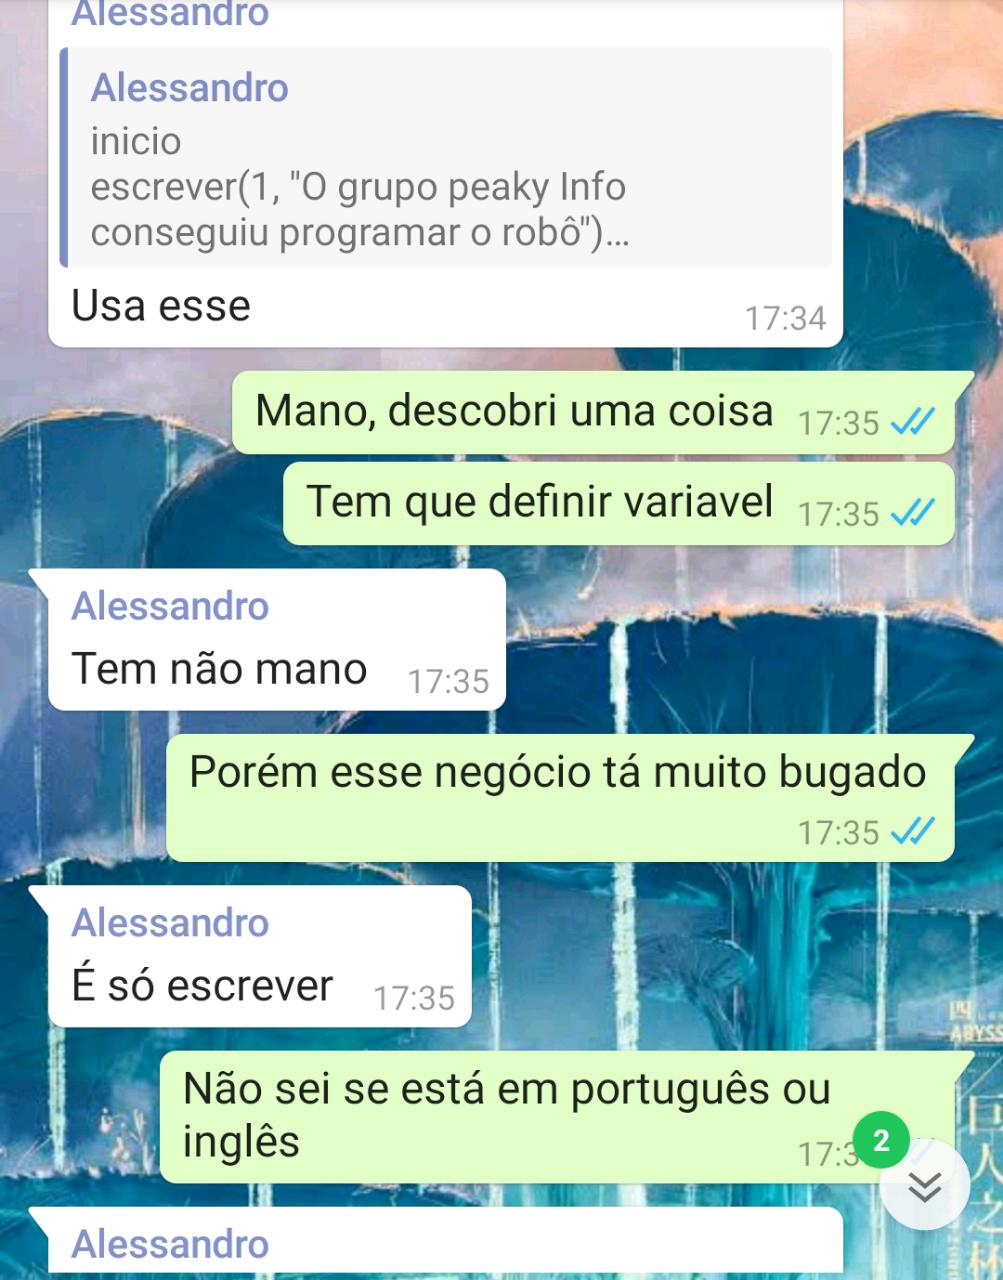 Alessandro
Alessandro
inicio
escrever(1, "O grupo peaky Info
conseguiu programar o robô")...
Usa esse
17:34
Mano, descobri uma coisa 17:35
Tem que definir variavel 17:35
Alessandro
Tem não mano 17:35
Porém esse negócio tá muito bugado
17:35
Alessandro
É só escrever 17:35
Não sei se está em português ou
inglês
17:3
2
Alessandro
ABYSS
巨
人
之